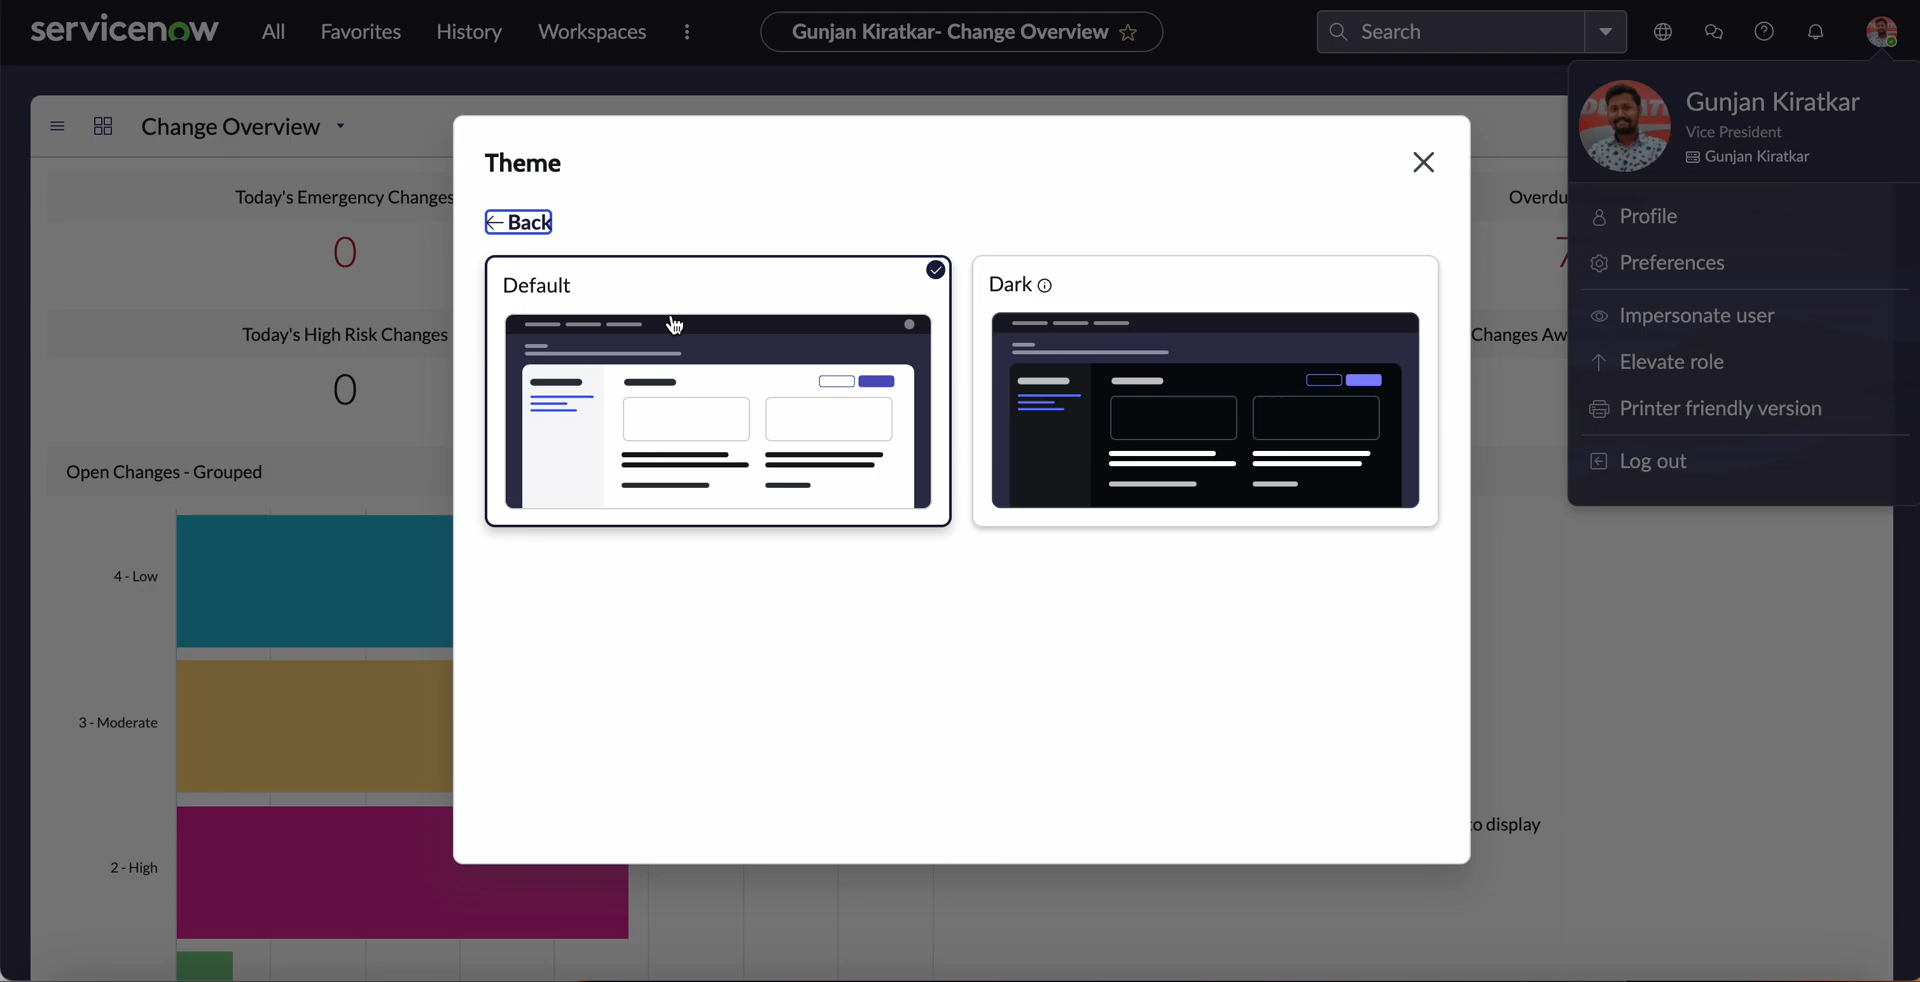 servicenow
All
Favorites
History
Workspaces
Gunjan Kiratkar- Change Overview
Search
Gunjan Kiratkar
Vice President
Gunjan Kiratkar
Profile
Preferences
Impersonate user
Elevate role
Printer friendly version
Log out
Change Overview
Today's Emergency Changes
0
Overdu
7
Today's High Risk Changes
0
Changes Aw
Open Changes - Grouped
4 - Low
3 - Moderate
2 - High
to display
Theme
← Back
Default
Dark